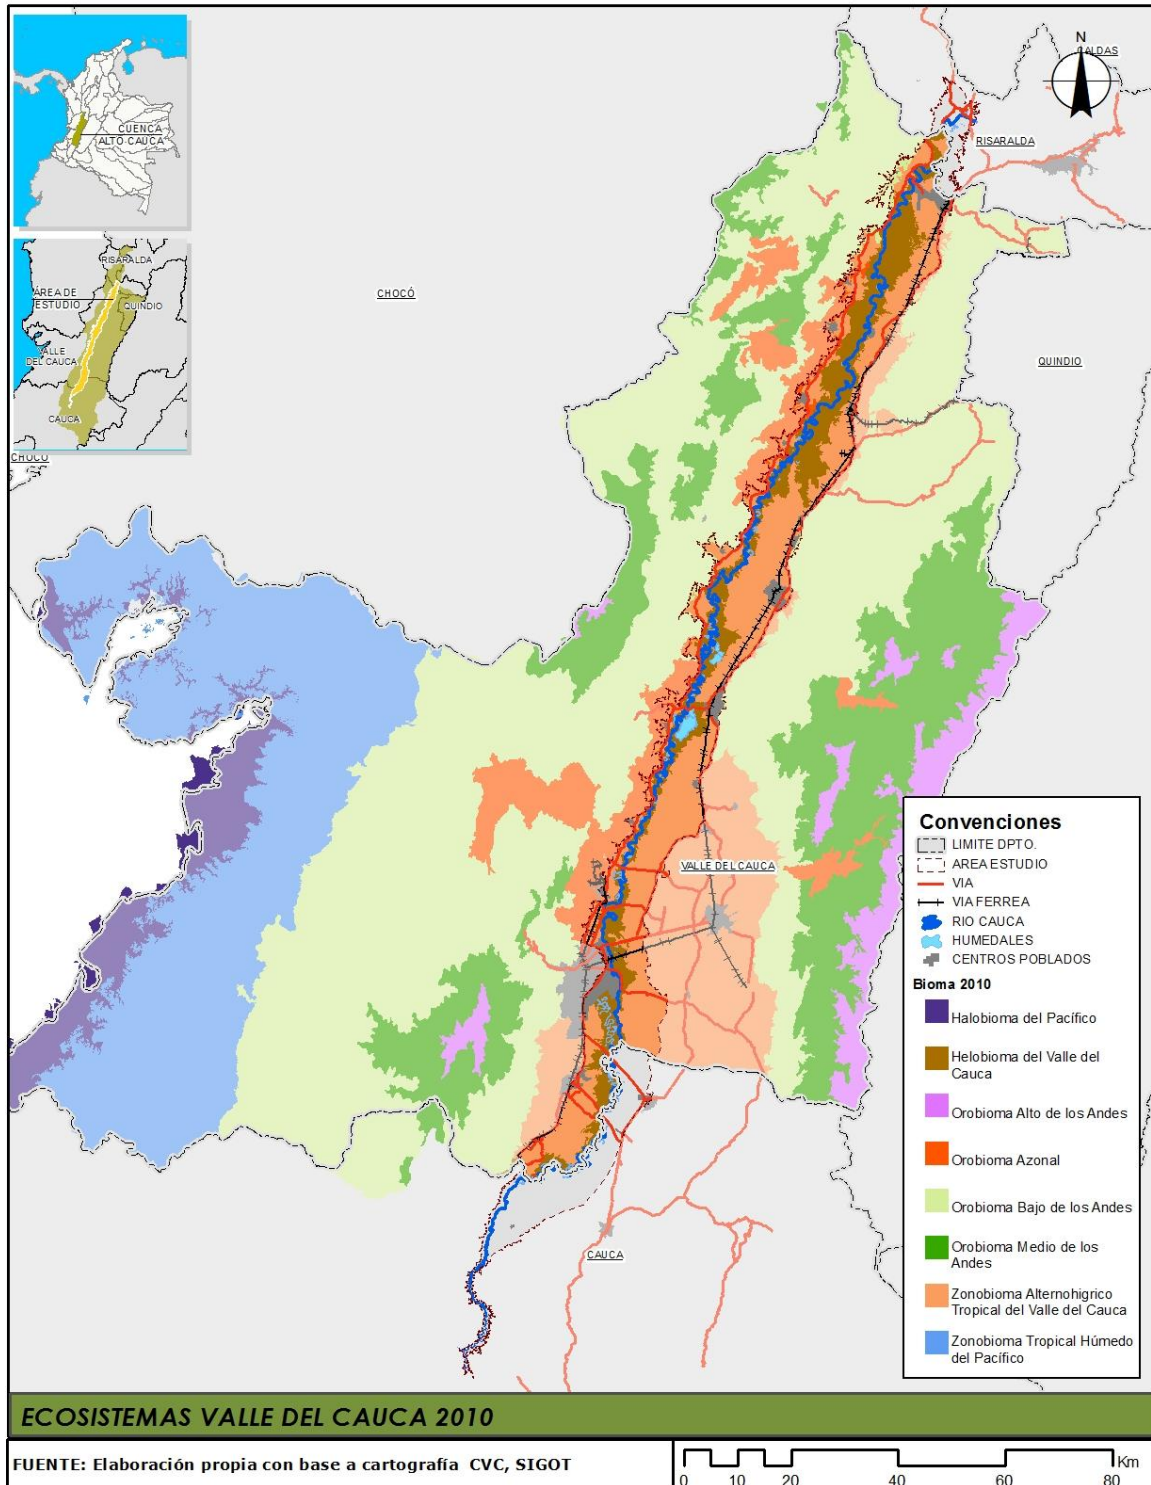 CUENCA
ALTO CAUCA
RISARALDA
ÁREA DE
ESTUDIO
QUINDIO
VALLE
DEL CAUCA
CAUCA
CHOCÓ
N
CALDAS
RISARALDA
CHOCÓ
QUINDIO
VALLE DEL CAUCA
CAUCA
Convenciones
LIMITE DPTO.
AREA ESTUDIO
VIA
VIA FERREA
RIO CAUCA
HUMEDALES
CENTROS POBLADOS
Bioma 2010
Halobioma del Pacífico
Helobioma del Valle del
Cauca
Orobioma Alto de los Andes
Orobioma Azonal
Orobioma Bajo de los Andes
Orobioma Medio de los
Andes
Zonobioma Alternohigrico
Tropical del Valle del Cauca
Zonobioma Tropical Húmedo
del Pacífico
ECOSISTEMAS VALLE DEL CAUCA 2010
FUENTE: Elaboración propia con base a cartografía CVC, SIGOT
Km
0 10 20 40 60 80